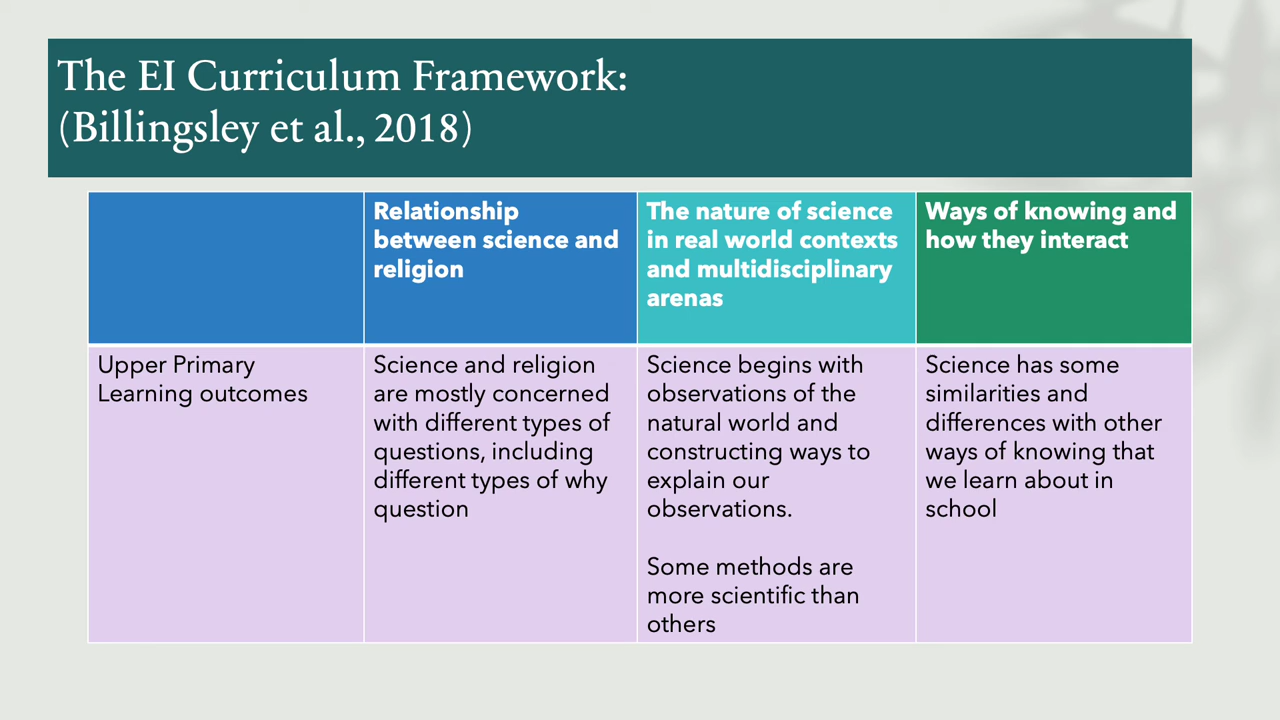 The EI Curriculum Framework:
(Billingsley et al., 2018)
Relationship
between science and
religion
The nature of science
in real world contexts
and multidisciplinary
arenas
Ways of knowing and
how they interact
Upper Primary
Learning outcomes
Science and religion
are mostly concerned
with different types of
questions, including
different types of why
question
Science begins with
observations of the
natural world and
constructing ways to
explain our
observations.
Some methods are
more scientific than
others
Science has some
similarities and
differences with other
ways of knowing that
we learn about in
school